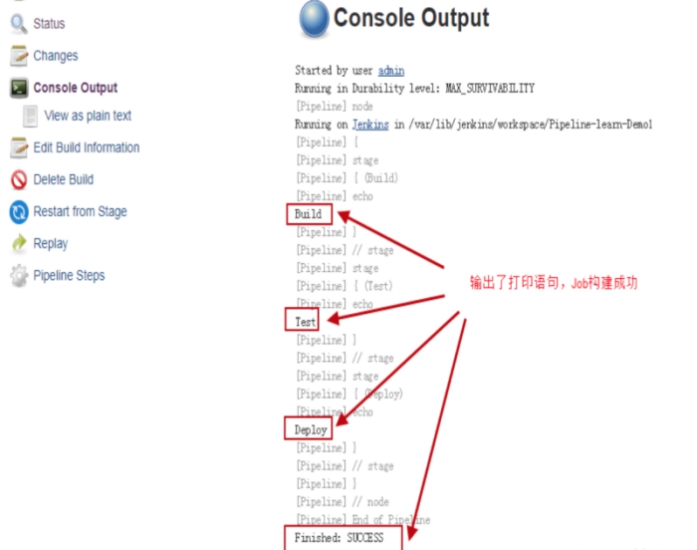 Status
Changes
Console Output
View as plain text
Edit Build Information
Delete Build
Restart from Stage
Replay
Pipeline Steps
Console Output
Started by user admin
Running in Durability level: MAX_SURVIVABILITY
[Pipeline] node
Running on Jenkins in /var/lib/jenkins/workspace/Pipeline-learn-Demo1
[Pipeline] {
[Pipeline] stage
[Pipeline] { (Build)
[Pipeline] echo
Build
[Pipeline] }
[Pipeline] // stage
[Pipeline] stage
[Pipeline] { (Test)
[Pipeline] echo
Test
[Pipeline] }
[Pipeline] // stage
[Pipeline] stage
[Pipeline] { (Deploy)
[Pipeline] echo
Deploy
[Pipeline] }
[Pipeline] // stage
[Pipeline] }
[Pipeline] // node
[Pipeline] End of Pipeline
Finished: SUCCESS
输出了打印语句，Job构建成功